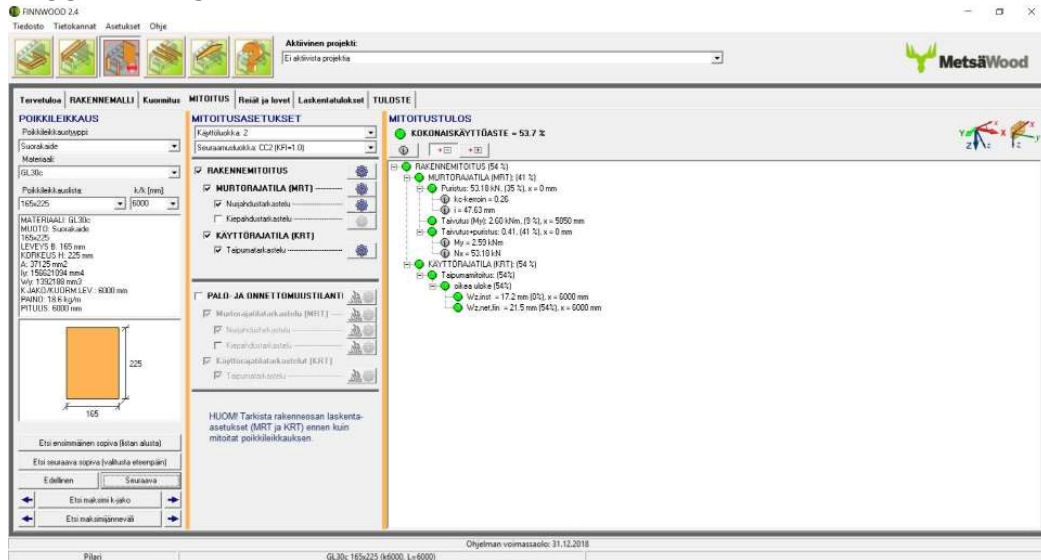 FINNWOOD 2.4
Tiedosto Tietokannat Asetukset Ohje
Aktiivinen projekti:
Ei aktiivista projektia
MetsäWood
Tervetuloa RAKENNEMALLI Kuormitus MITOITUS Reiät ja lovet Laskentatulokset TULOSTE
POIKKILEIKKAUS
Poikkileikkaustyyppi:
Suorakaide
Materiaali:
GL30c
Poikkileikkauslista: k/k [mm]
165x225 6000
MATERIAALI: GL30c
MUOTO: Suorakaide
165x225
LEVEYS B: 165 mm
KORKEUS H: 225 mm
A: 37125 mm2
Iy: 156621094 mm4
Wy: 1392188 mm3
K-JAKO/KUORM.LEV.: 6000 mm
PAINO: 18.6 kg/m
PITUUS: 6000 mm
225
165
Etsi ensimmäinen sopiva (listan alusta)
Etsi seuraava sopiva (valitusta eteenpäin)
Edellinen Seuraava
Etsi maksimi k-jako
Etsi maksimijänneväli
MITOITUSASETUKSET
Käyttöluokka: 2
Seuraamusluokka: CC2 (KFI=1.0)
RAKENNEMITOITUS
MURTORAJATILA (MRT)
Nurjahdustarkastelu
Kiepahdustarkastelu
KÄYTTÖRAJATILA (KRT)
Taipumatarkastelu
PALO- JA ONNETTOMUUSTILANT
Murtorajatilatarkastelu (MRT)
Nurjahdustarkastelu
Kiepahdustarkastelu
Käyttörajatilatarkastelut (KRT)
Taipumatarkastelu
HUOM! Tarkista rakenneosan laskenta-
asetukset (MRT ja KRT) ennen kuin
mitoitat poikkileikkauksen.
MITOITUSTULOS
KOKONAISKÄYTTÖASTE = 53.7 %
RAKENNEMITOITUS (54 %)
MURTORAJATILA (MRT): (41 %)
Puristus: 53.18 kN, (35 %), x = 0 mm
kc-kerroin = 0.26
i = 47.63 mm
Taivutus (My): 2.60 kNm, (9 %), x = 5850 mm
Taivutus+puristus: 0.41, (41 %), x = 0 mm
My = 2.59 kNm
Nx = 53.18 kN
KÄYTTÖRAJATILA (KRT): (54 %)
Taipumamitoitus: (54%)
oikea uloke (54%)
Wz,inst = 17.2 mm (0%), x = 6000 mm
Wz,net,fin = 21.5 mm (54%), x = 6000 mm
Ohjelman voimassaolo: 31.12.2018
Pilari GL30c 165x225 (k6000, L=6000)